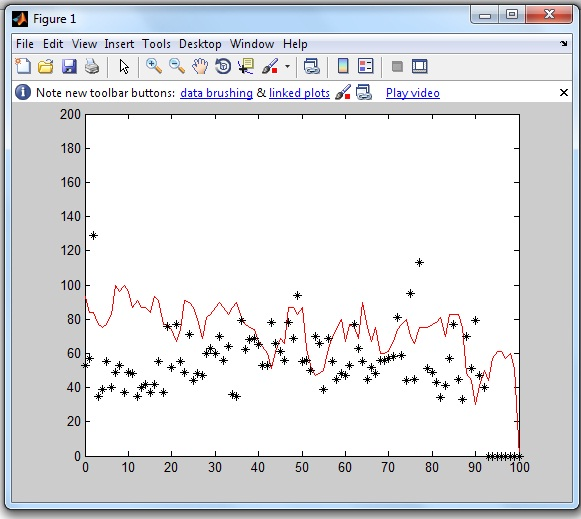 Figure 1
File Edit View Insert Tools Desktop Window Help
Note new toolbar buttons: data brushing & linked plots Play video
200
180
160
140
120
100
80
60
40
20
0
0 10 20 30 40 50 60 70 80 90 100